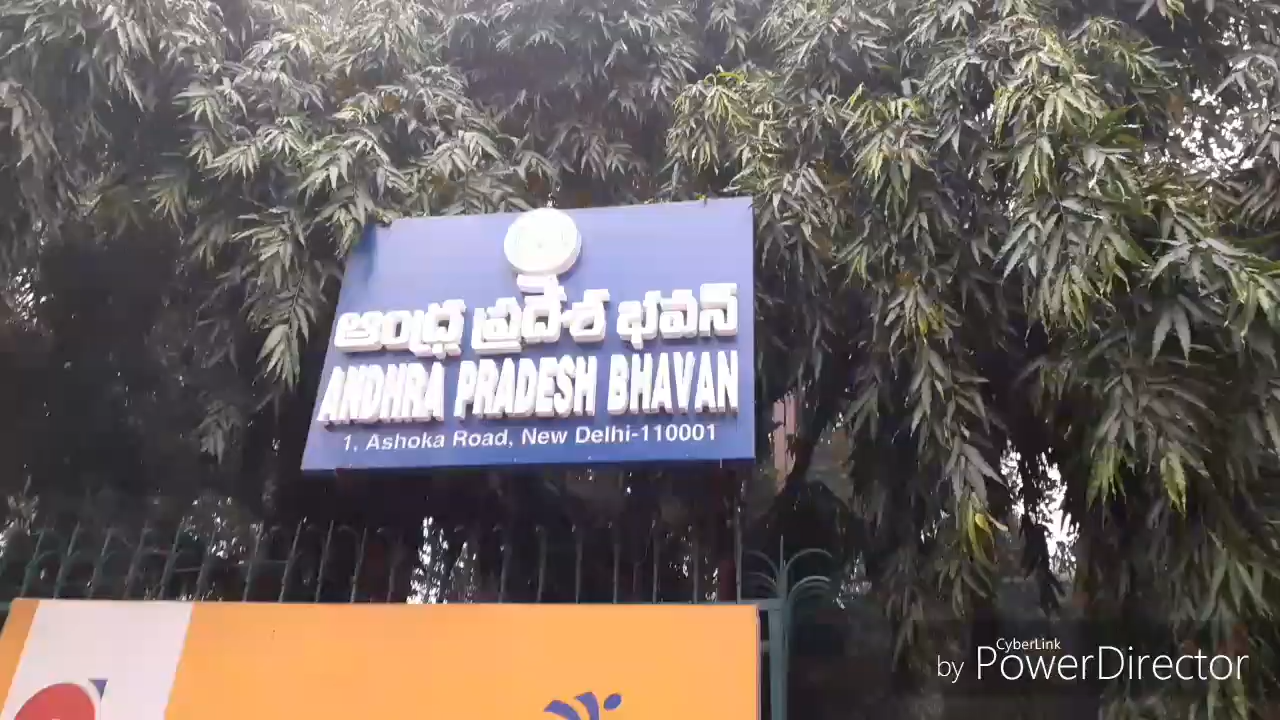 ఆంధ్ర ప్రదేశ్ భవన్
ANDHRA PRADESH BHAVAN
1, Ashoka Road, New Delhi-110001
CyberLink
by PowerDirector